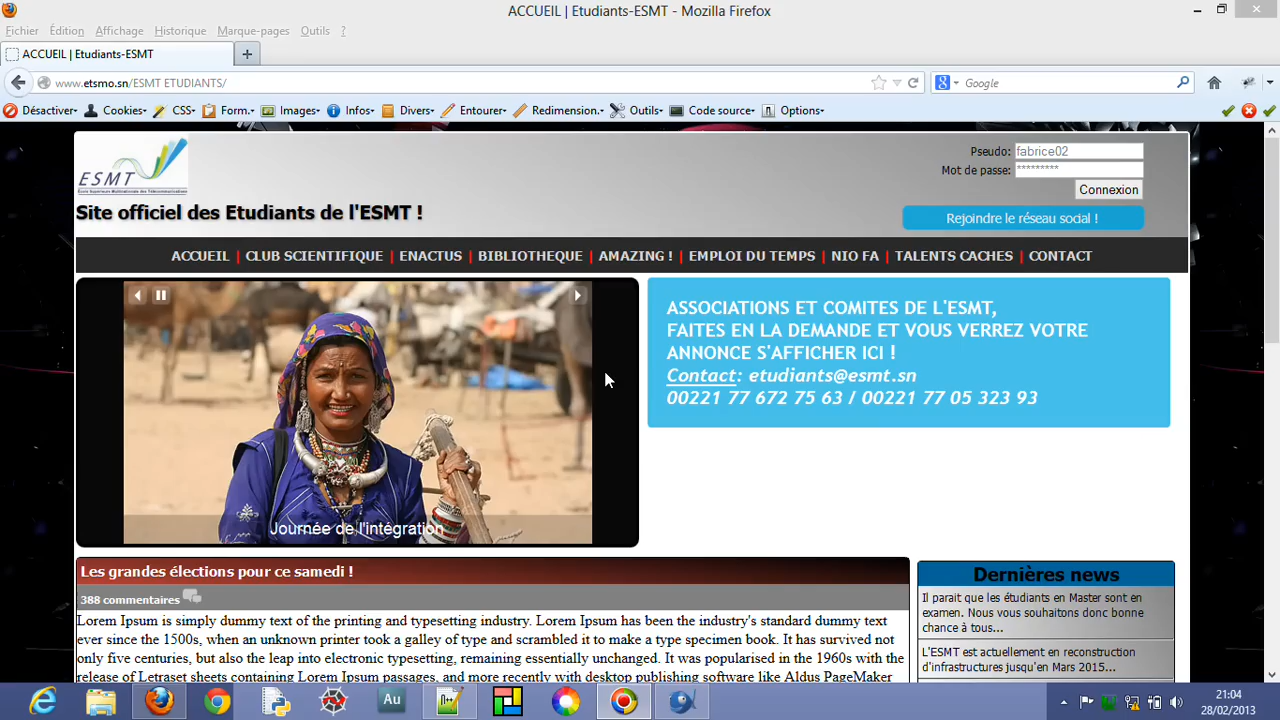 ACCUEIL | Etudiants-ESMT - Mozilla Firefox
Fichier Édition Affichage Historique Marque-pages Outils ?
ACCUEIL | Etudiants-ESMT
www.etsmo.sn/ESMT ETUDIANTS/
Google
Désactiver Cookies CSS Form. Images Infos Divers Entourer Redimension. Outils Code source Options
ESMT
Ecole Supérieure Multinationale des Télécommunications
Pseudo: fabrice02
Mot de passe: *********
Connexion
Site officiel des Etudiants de l'ESMT !
Rejoindre le réseau social !
ACCUEIL | CLUB SCIENTIFIQUE | ENACTUS | BIBLIOTHEQUE | AMAZING ! | EMPLOI DU TEMPS | NIO FA | TALENTS CACHES | CONTACT
Journée de l'intégration
ASSOCIATIONS ET COMITES DE L'ESMT,
FAITES EN LA DEMANDE ET VOUS VERREZ VOTRE
ANNONCE S'AFFICHER ICI !
Contact: etudiants@esmt.sn
00221 77 672 75 63 / 00221 77 05 323 93
Les grandes élections pour ce samedi !
388 commentaires
Lorem Ipsum is simply dummy text of the printing and typesetting industry. Lorem Ipsum has been the industry's standard dummy text
ever since the 1500s, when an unknown printer took a galley of type and scrambled it to make a type specimen book. It has survived not
only five centuries, but also the leap into electronic typesetting, remaining essentially unchanged. It was popularised in the 1960s with the
release of Letraset sheets containing Lorem Ipsum passages, and more recently with desktop publishing software like Aldus PageMaker
Dernières news
Il parait que les étudiants en Master sont en
examen. Nous vous souhaitons donc bonne
chance à tous...
L'ESMT est actuellement en reconstruction
d'infrastructures jusqu'en Mars 2015...
Au
21:04
28/02/2013